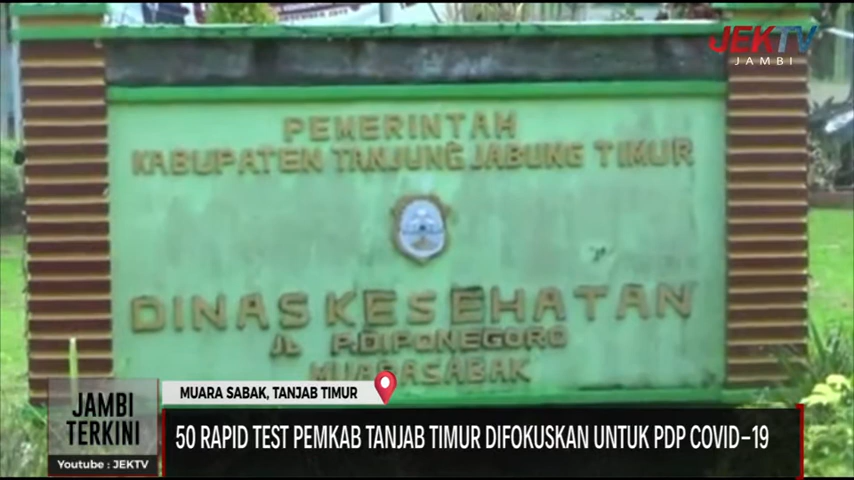 JEKTV
JAMBI
PEMERINTAH
KABUPATEN TANJUNG JABUNG TIMUR
DINAS KESEHATAN
JL P.DIPONEGORO
MUARASABAK
MUARA SABAK, TANJAB TIMUR
JAMBI
TERKINI
50 RAPID TEST PEMKAB TANJAB TIMUR DIFOKUSKAN UNTUK PDP COVID-19
Youtube : JEKTV